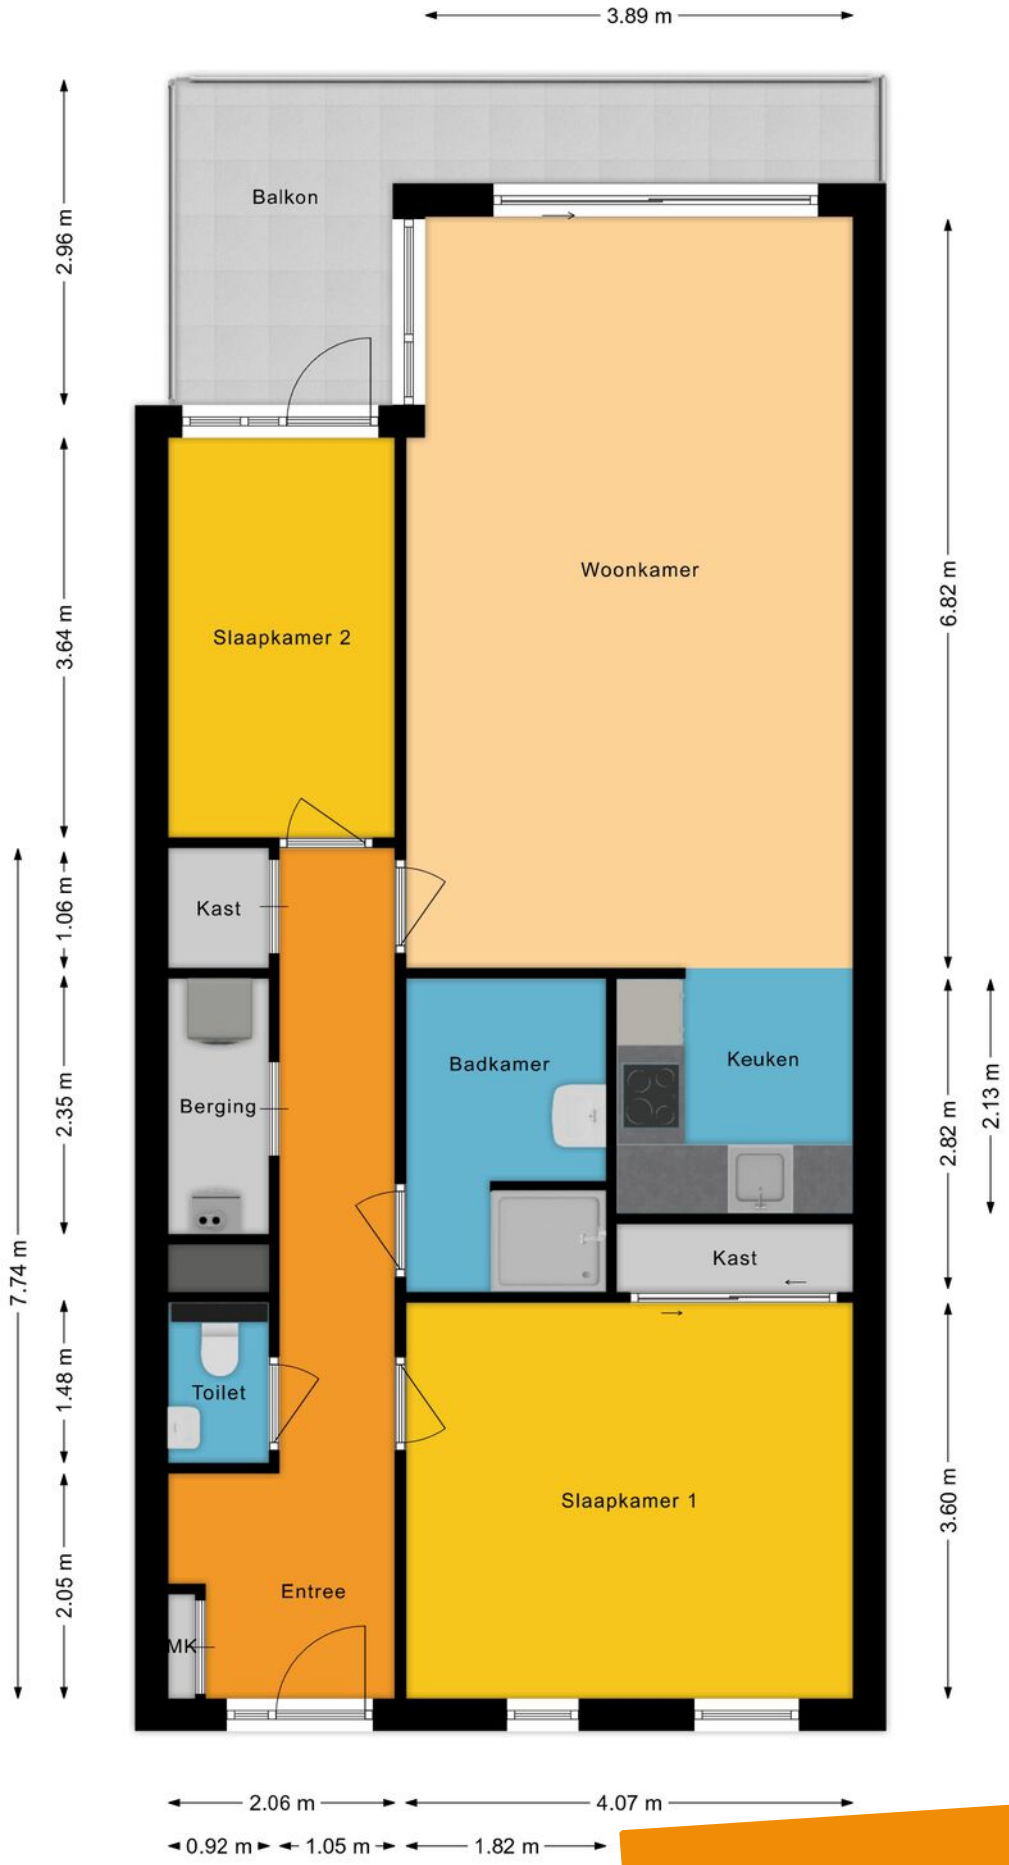 3.89 m
Balkon
2.96 m
Woonkamer
6.82 m
Slaapkamer 2
3.64 m
Kast
1.06 m
Badkamer
Keuken
Berging
2.35 m
2.82 m
2.13 m
7.74 m
Kast
Toilet
1.48 m
Slaapkamer 1
3.60 m
Entree
2.05 m
MK
2.06 m
4.07 m
0.92 m
1.05 m
1.82 m